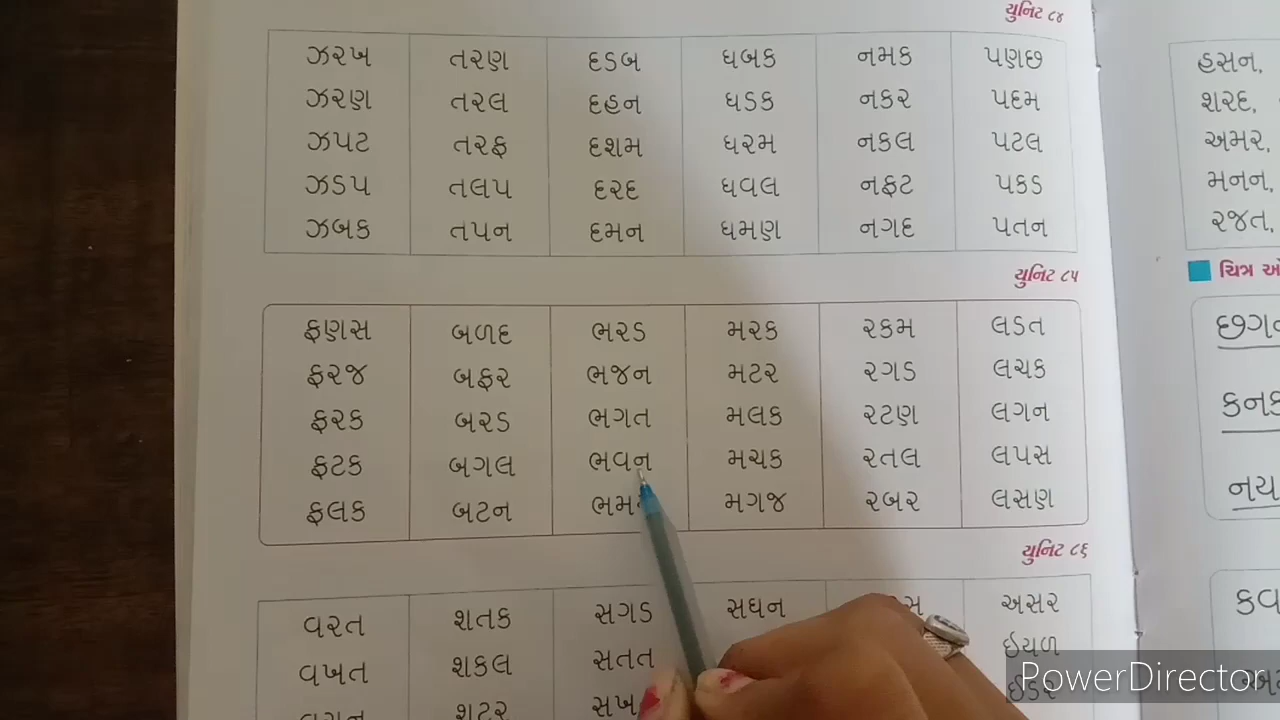 યુનિટ ૮૪
ઝરખ તરણ દડબ ધબક નમક પણછ
ઝરણ તરલ દહન ધડક નકર પદમ
ઝપટ તરફ દશમ ધરમ નકલ પટલ
ઝડપ તલપ દરદ ધવલ નફટ પકડ
ઝબક તપન દમન ધમણ નગદ પતન
યુનિટ ૮૫
ફણસ બળદ ભરડ મરક રકમ લડત
ફરજ બફર ભજન મટર રગડ લચક
ફરક બરડ ભગત મલક રટણ લગન
ફટક બગલ ભવન મચક રતલ લપસ
ફલક બટન મગજ રબર લસણ
યુનિટ ૮૬
વરત શતક સગડ સઘન અસર
વખત શકલ સતત ઇયળ
શટર
હસન,
શરદ,
અમર,
મનન,
રજત,
ચિત્ર
PowerDirector